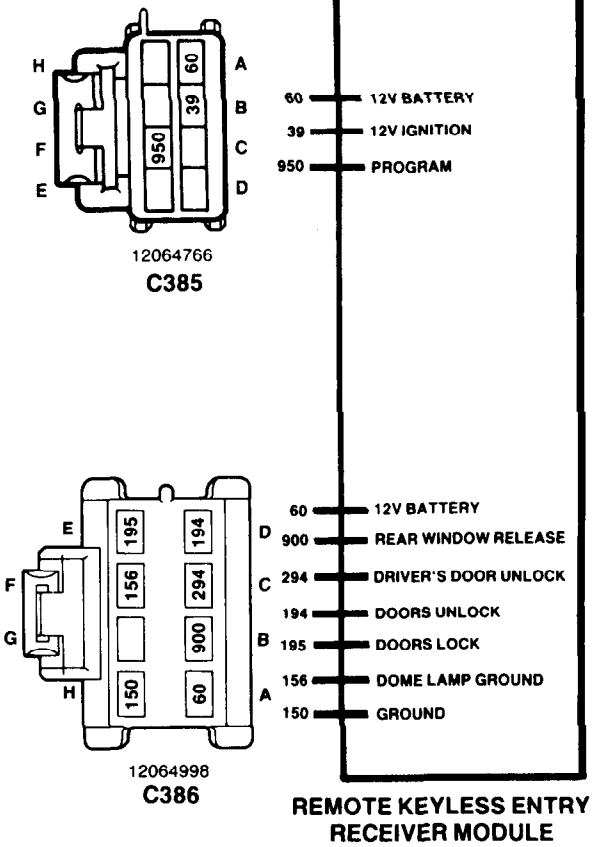 H
G
F
E
60
39
950
A
B
C
D
12064766
C385
60 12V BATTERY
39 12V IGNITION
950 PROGRAM
E
F
G
H
195
156
150
194
294
900
60
D
C
B
A
12064998
C386
60 12V BATTERY
900 REAR WINDOW RELEASE
294 DRIVER'S DOOR UNLOCK
194 DOORS UNLOCK
195 DOORS LOCK
156 DOME LAMP GROUND
150 GROUND
REMOTE KEYLESS ENTRY
RECEIVER MODULE